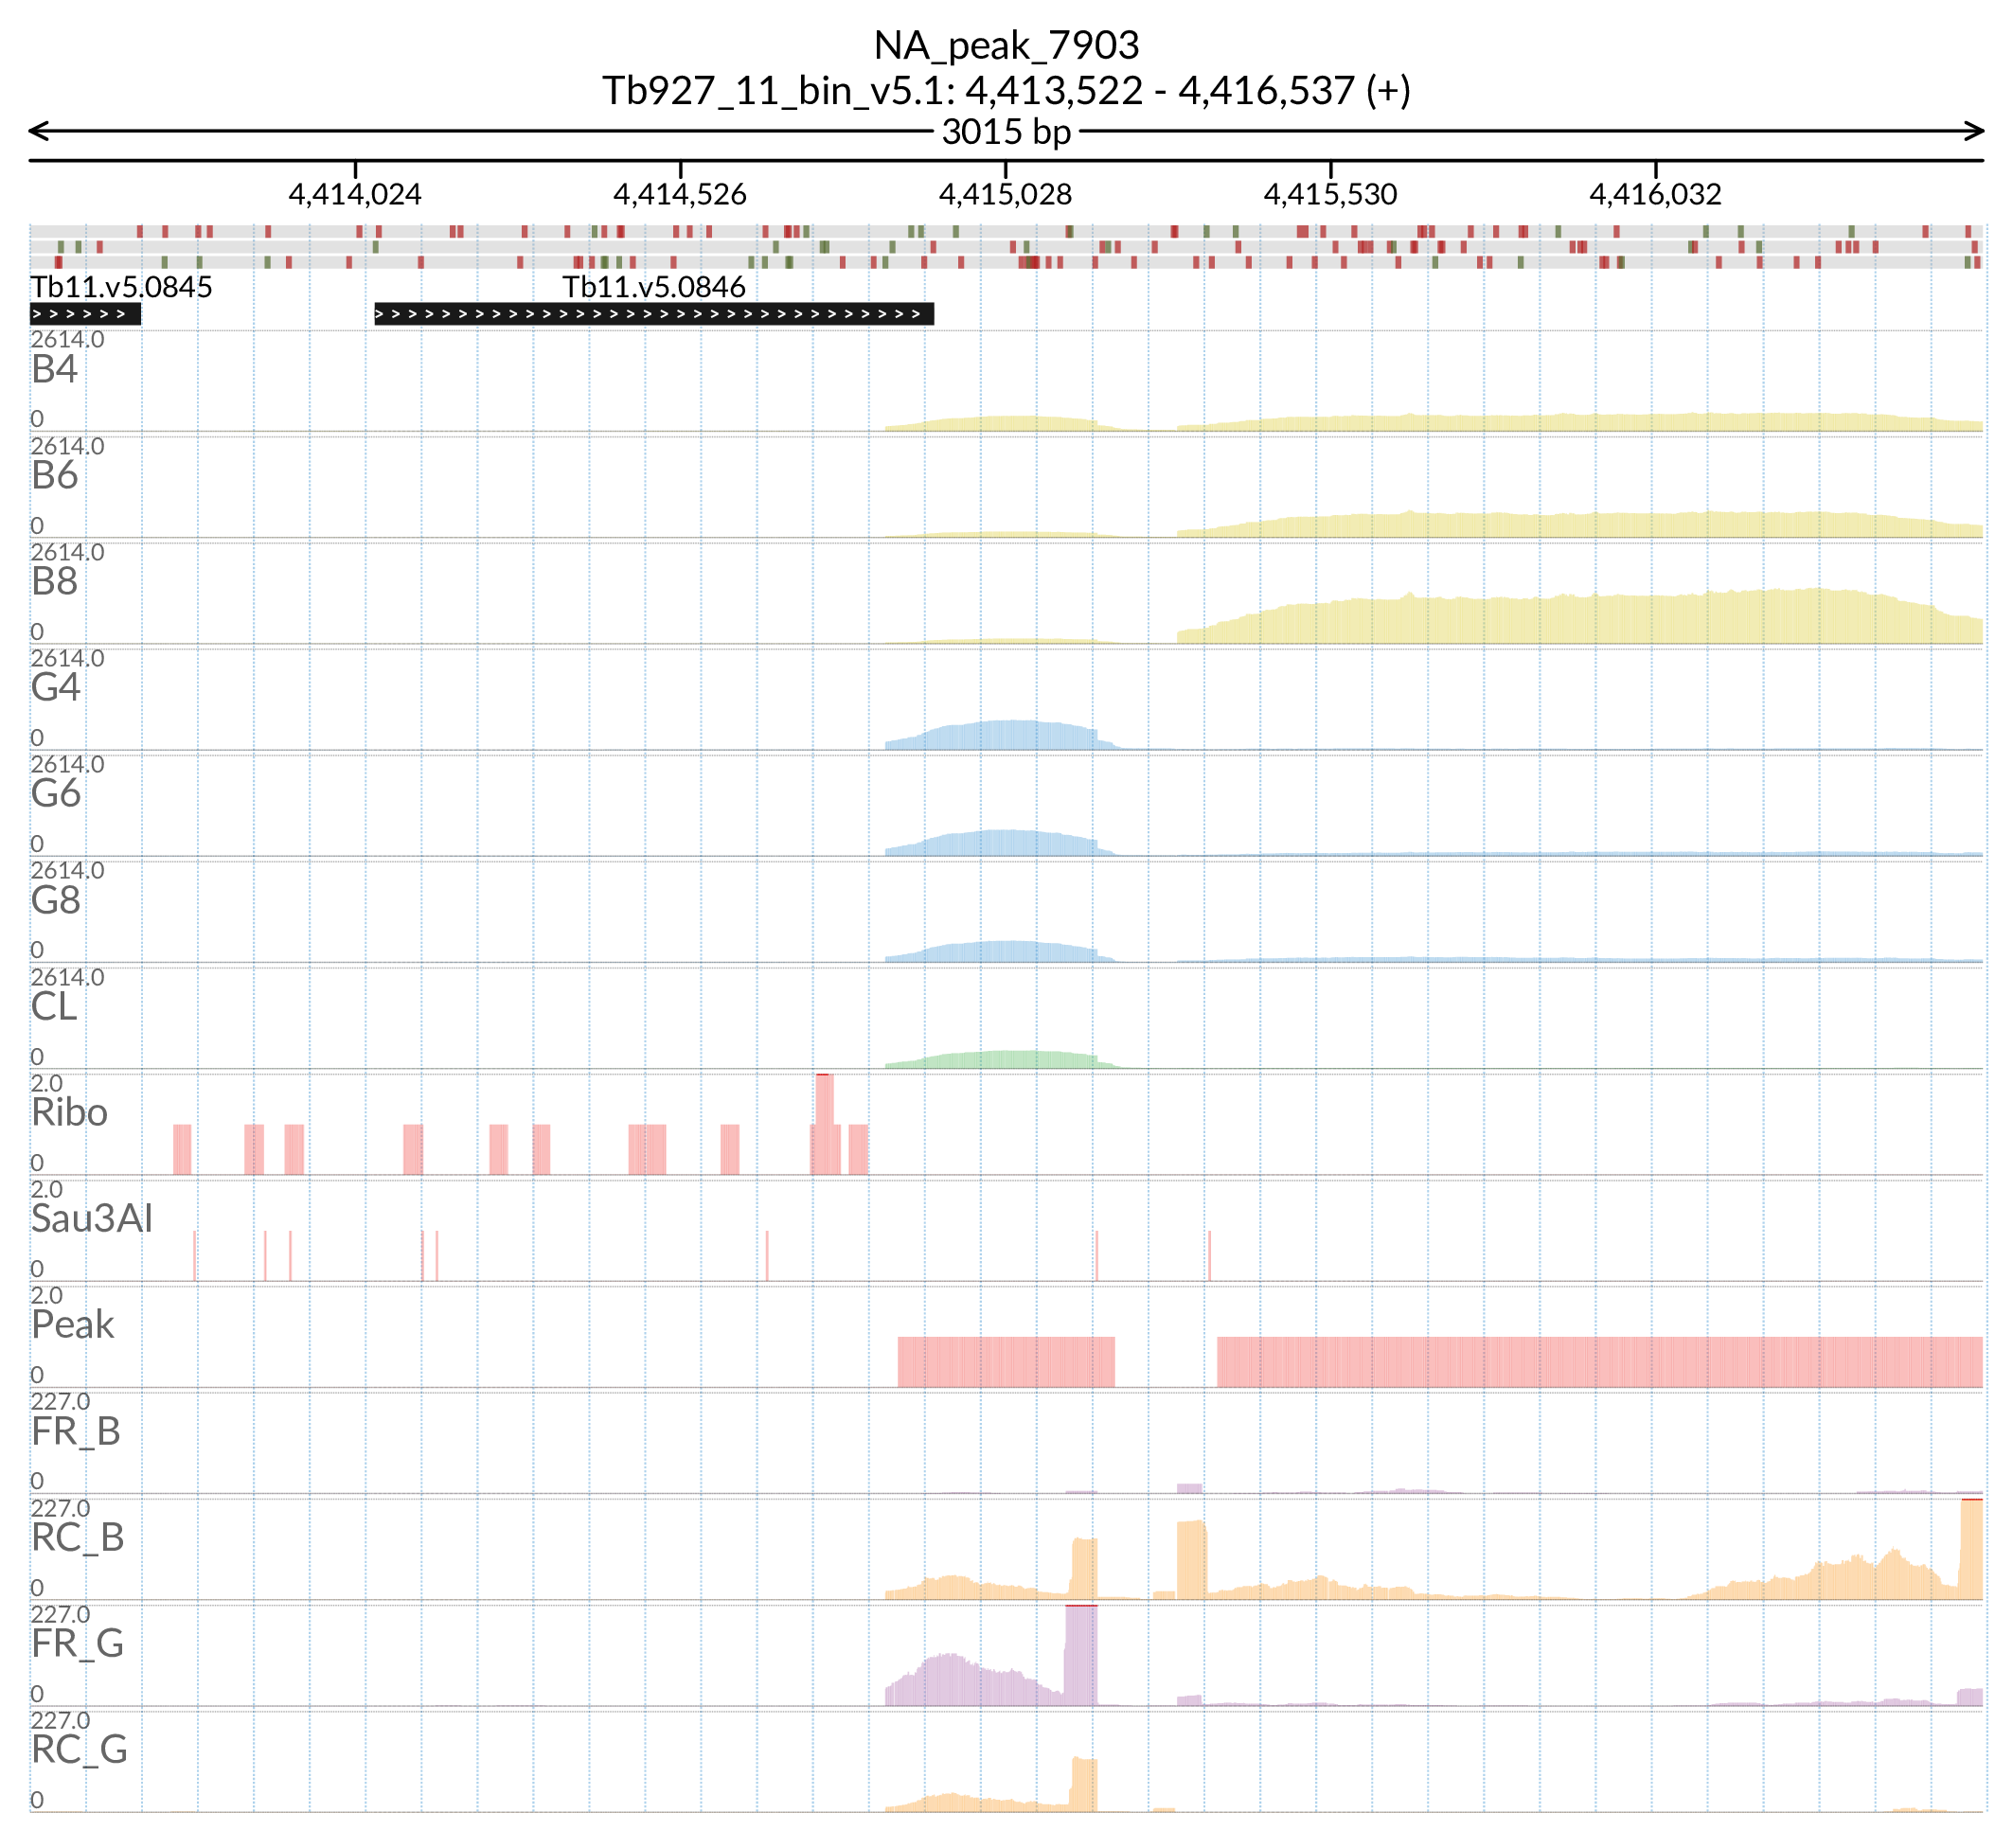 NA_peak_7903
Tb927_11_bin_v5.1: 4,413,522 - 4,416,537 (+)
3015 bp
4,414,024 4,414,526 4,415,028 4,415,530 4,416,032
Tb11.v5.0845 Tb11.v5.0846
2614.0
B4
0
2614.0
B6
0
2614.0
B8
0
2614.0
G4
0
2614.0
G6
0
2614.0
G8
0
2614.0
CL
0
2.0
Ribo
0
2.0
Sau3AI
0
2.0
Peak
0
227.0
FR_B
0
227.0
RC_B
0
227.0
FR_G
0
227.0
RC_G
0